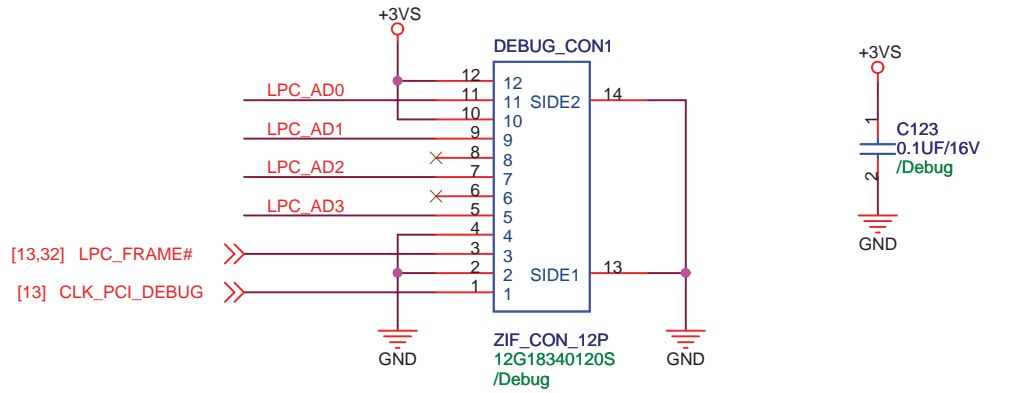 +3VS
DEBUG_CON1
+3VS
12 12
LPC_AD0 11 11 SIDE2 14
10 10
LPC_AD1 9 9
8 8
LPC_AD2 7 7
6 6
LPC_AD3 5 5
4 4
[13,32] LPC_FRAME# 3 3
2 2 SIDE1 13
[13] CLK_PCI_DEBUG 1 1
GND
ZIF_CON_12P
12G18340120S
/Debug
GND
1
C123
0.1UF/16V
/Debug
2
GND